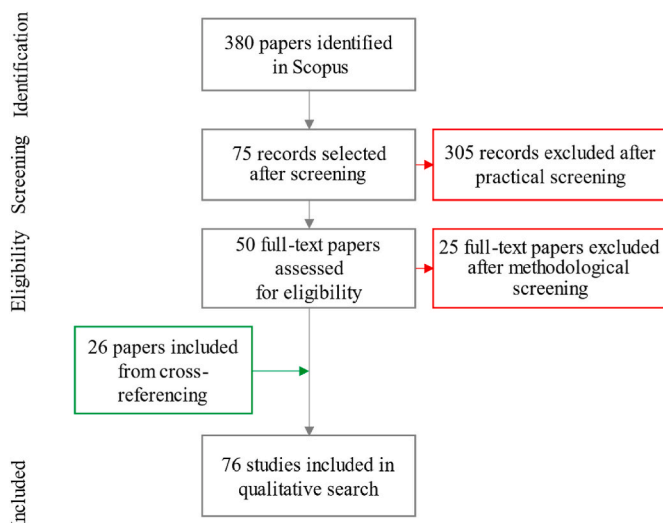 Identification
380 papers identified
in Scopus
Screening
75 records selected
after screening
305 records excluded after
practical screening
Eligibility
50 full-text papers
assessed
for eligibility
25 full-text papers excluded
after methodological
screening
26 papers included
from cross-
referencing
Included
76 studies included in
qualitative search